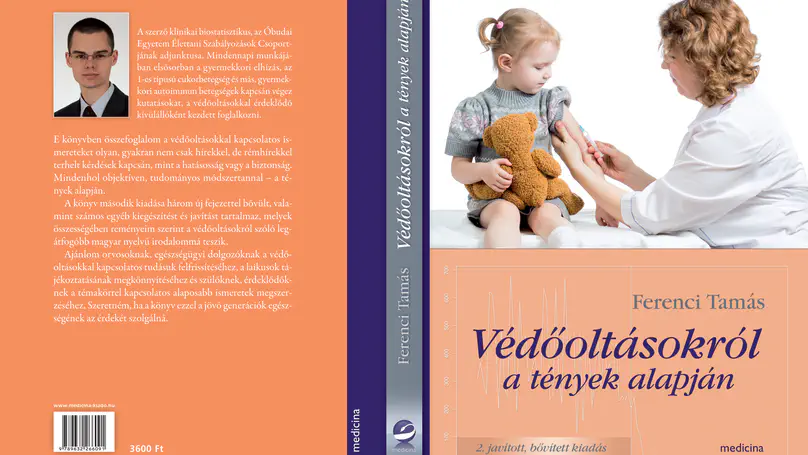 A szerző klinikai biostatisztikus, az Óbudai
Egyetem Élettani Szabályozások Csoport-
jának adjunktusa. Mindennapi munkájá-
ban elsősorban a gyermekkori elhízás, az
1-es típusú cukorbetegség és más, gyermek-
kori autoimmun betegségek kapcsán végez
kutatásokat, a védőoltásokkal érdeklődő
kívülállóként kezdett foglalkozni.
E könyvben összefoglalom a védőoltásokkal kapcsolatos is-
mereteket olyan, gyakran nem csak hírekkel, de rémhírekkel
terhelt kérdések kapcsán, mint a hatásosság vagy a biztonság.
Mindenhol objektíven, tudományos módszertannal – a té-
nyek alapján.
A könyv második kiadása három új fejezettel bővült, vala-
mint számos egyéb kiegészítést és javítást tartalmaz, melyek
összességében reményeim szerint a védőoltásokról szóló leg-
átfogóbb magyar nyelvű irodalommá teszik.
Ajánlom orvosoknak, egészségügyi dolgozóknak a védő-
oltásokkal kapcsolatos tudásuk felfrissítéséhez, a laikusok tá-
jékoztatásának megkönnyítéséhez és szülőknek, érdeklődők-
nek a témakörrel kapcsolatos alaposabb ismeretek megszer-
zéséhez. Szeretném, ha a könyv ezzel a jövő generációk egész-
ségének az érdekét szolgálná.
WWW.MEDICINA-KIADO.HU
9 789632 266091
3600 Ft
medicina
Ferenci Tamás Védőoltásokról a tények alapján
Ferenci Tamás
Védőoltásokról
a tények alapján
2. javított, bővített kiadás
medicina